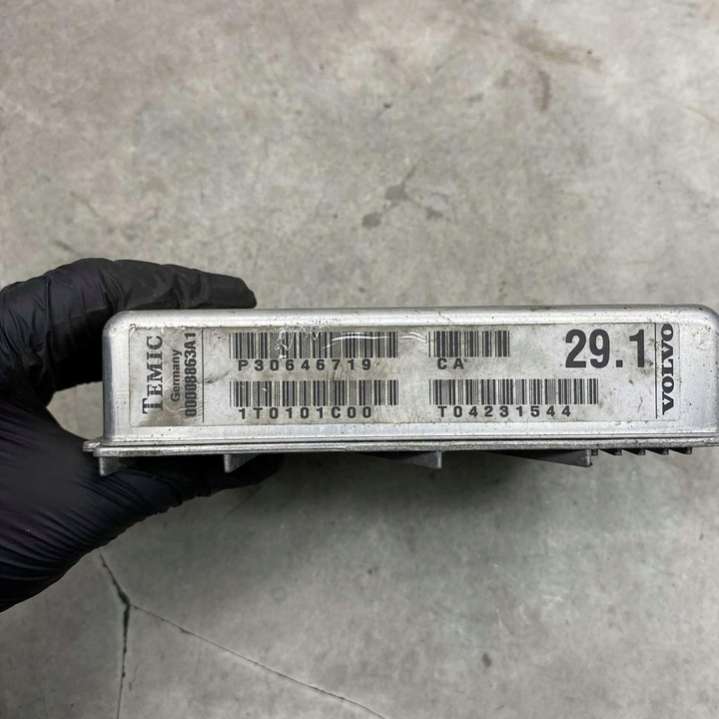 TEMIC
Germany
00008863A1
P30646719
CA
1T0101C00
T04231544
29.1
VOLVO